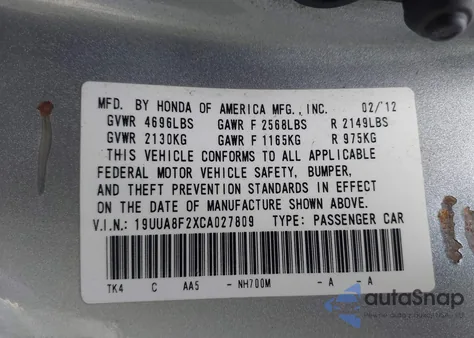 MFD. BY HONDA OF AMERICA MFG., INC. 02/'12
GVWR 4696LBS GAWR F 2568LBS R 2149LBS
GVWR 2130KG GAWR F 1165KG R 975KG
THIS VEHICLE CONFORMS TO ALL APPLICABLE
FEDERAL MOTOR VEHICLE SAFETY, BUMPER,
AND THEFT PREVENTION STANDARDS IN EFFECT
ON THE DATE OF MANUFACTURE SHOWN ABOVE.
V.I.N.: 19UUA8F2XCA027809 TYPE: PASSENGER CAR
TK4 C AA5 - NH700M - A - A
autoSnap